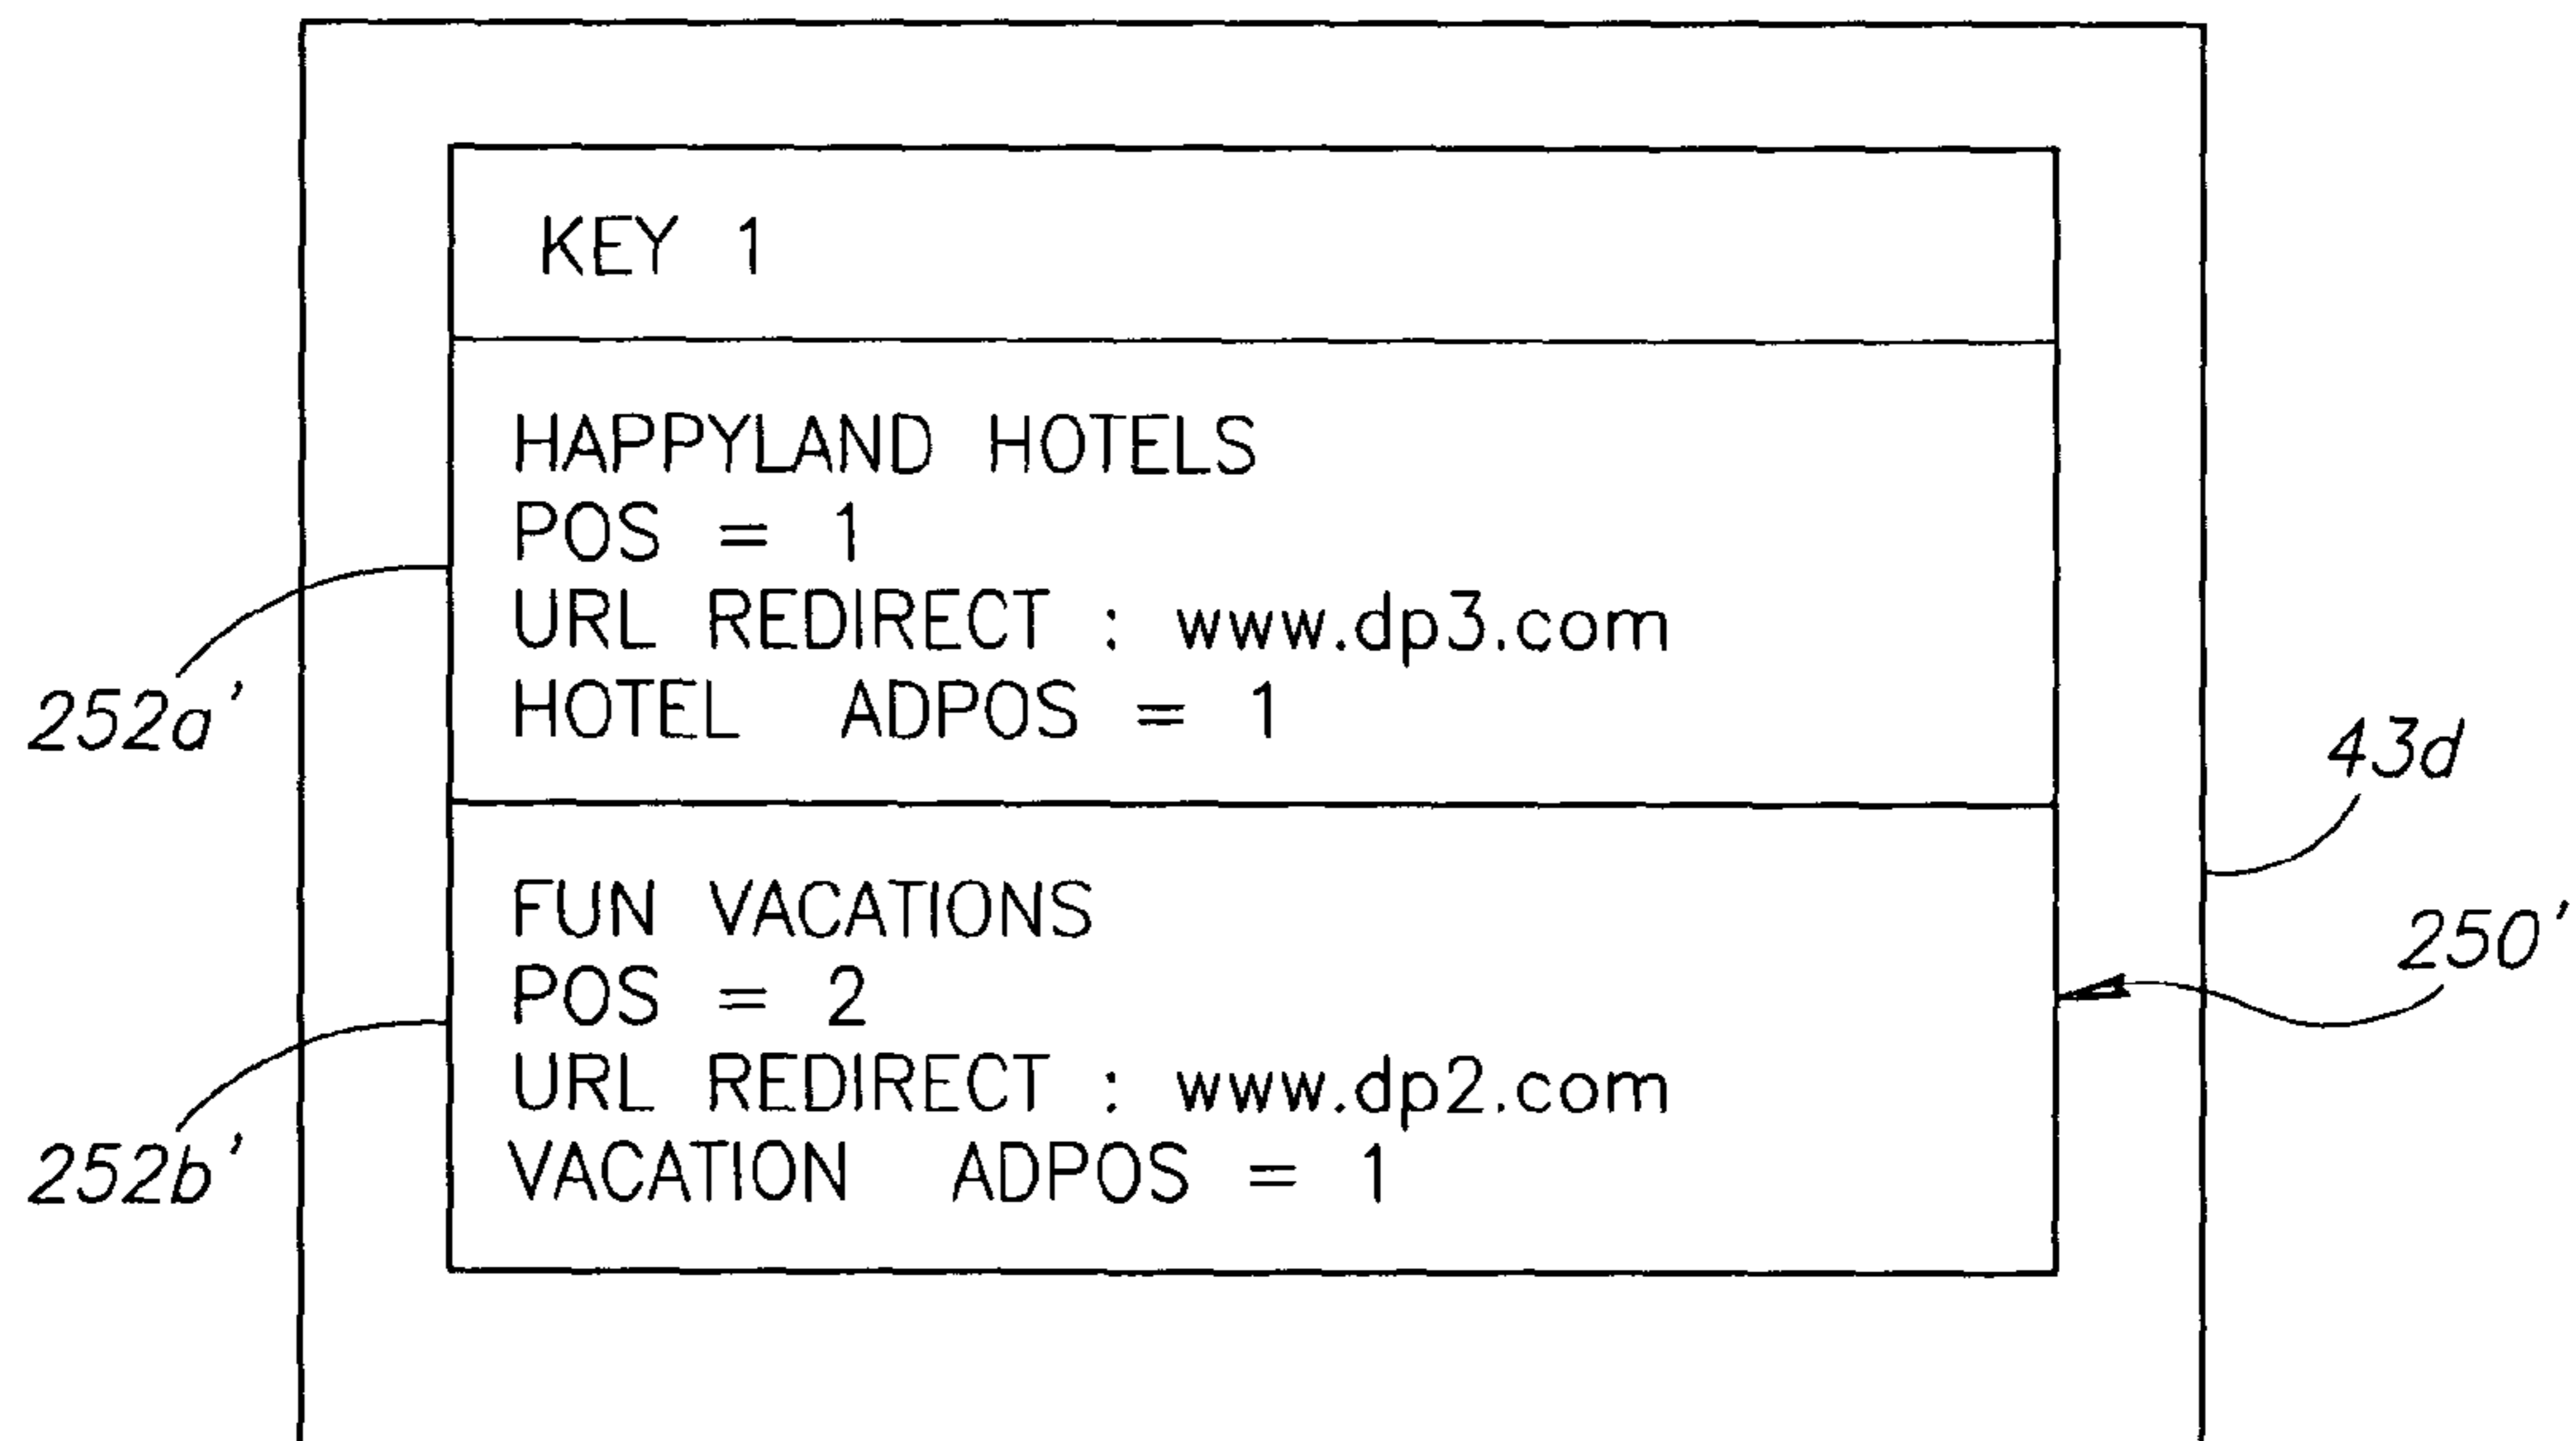 KEY 1
HAPPYLAND HOTELS
POS = 1
URL REDIRECT : www.dp3.com
HOTEL ADPOS = 1
252a'
43d
FUN VACATIONS
POS = 2
URL REDIRECT : www.dp2.com
VACATION ADPOS = 1
250'
252b'